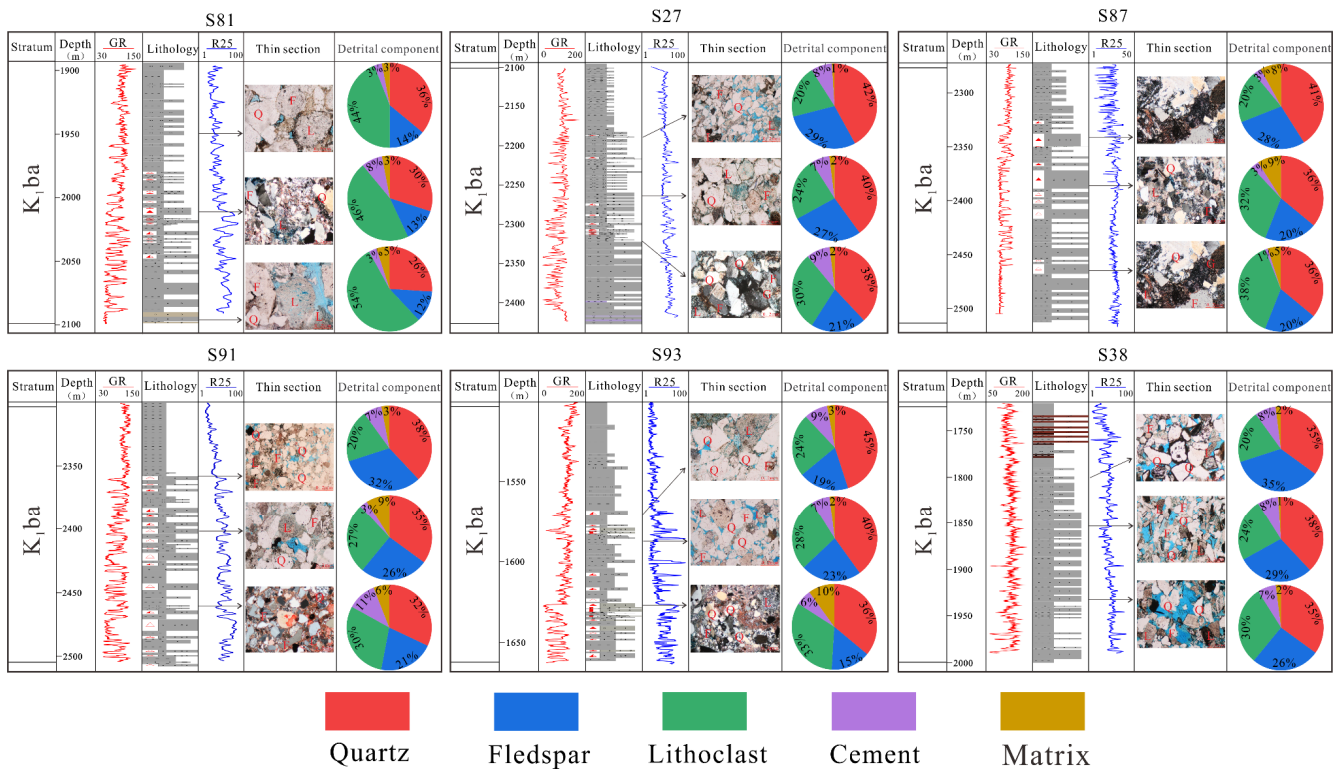 S81
Stratum Depth (m) GR 30 150 Lithology R25 1 100 Thin section Detrital component
K₁ba
1900
1950
2000
2050
2100
3% 3% 36% 14% 44%
8% 3% 30% 13% 46%
3% 5% 26% 12% 54%
S27
Stratum Depth (m) GR 0 200 Lithology R25 1 100 Thin section Detrital component
K₁ba
2100
2150
2200
2250
2300
2350
2400
8% 1% 42% 29% 20%
7% 2% 40% 27% 24%
9% 2% 38% 21% 30%
S87
Stratum Depth (m) GR 30 150 Lithology R25 1 50 Thin section Detrital component
K₁ba
2300
2350
2400
2450
2500
3% 8% 41% 28% 20%
3% 9% 36% 20% 32%
1% 5% 36% 20% 38%
S91
Stratum Depth (m) GR 30 150 Lithology R25 1 100 Thin section Detrital component
K₁ba
2350
2400
2450
2500
7% 3% 38% 32% 20%
3% 9% 35% 26% 27%
11% 6% 32% 21% 30%
S93
Stratum Depth (m) GR 0 200 Lithology R25 1 100 Thin section Detrital component
K₁ba
1500
1550
1600
1650
9% 3% 45% 19% 24%
7% 2% 40% 23% 28%
6% 10% 36% 15% 33%
S38
Stratum Depth (m) GR 50 200 Lithology R25 1 100 Thin section Detrital component
K₁ba
1750
1800
1850
1900
1950
2000
8% 2% 35% 35% 20%
8% 1% 38% 29% 24%
7% 2% 35% 26% 30%
Quartz Fledspar Lithoclast Cement Matrix